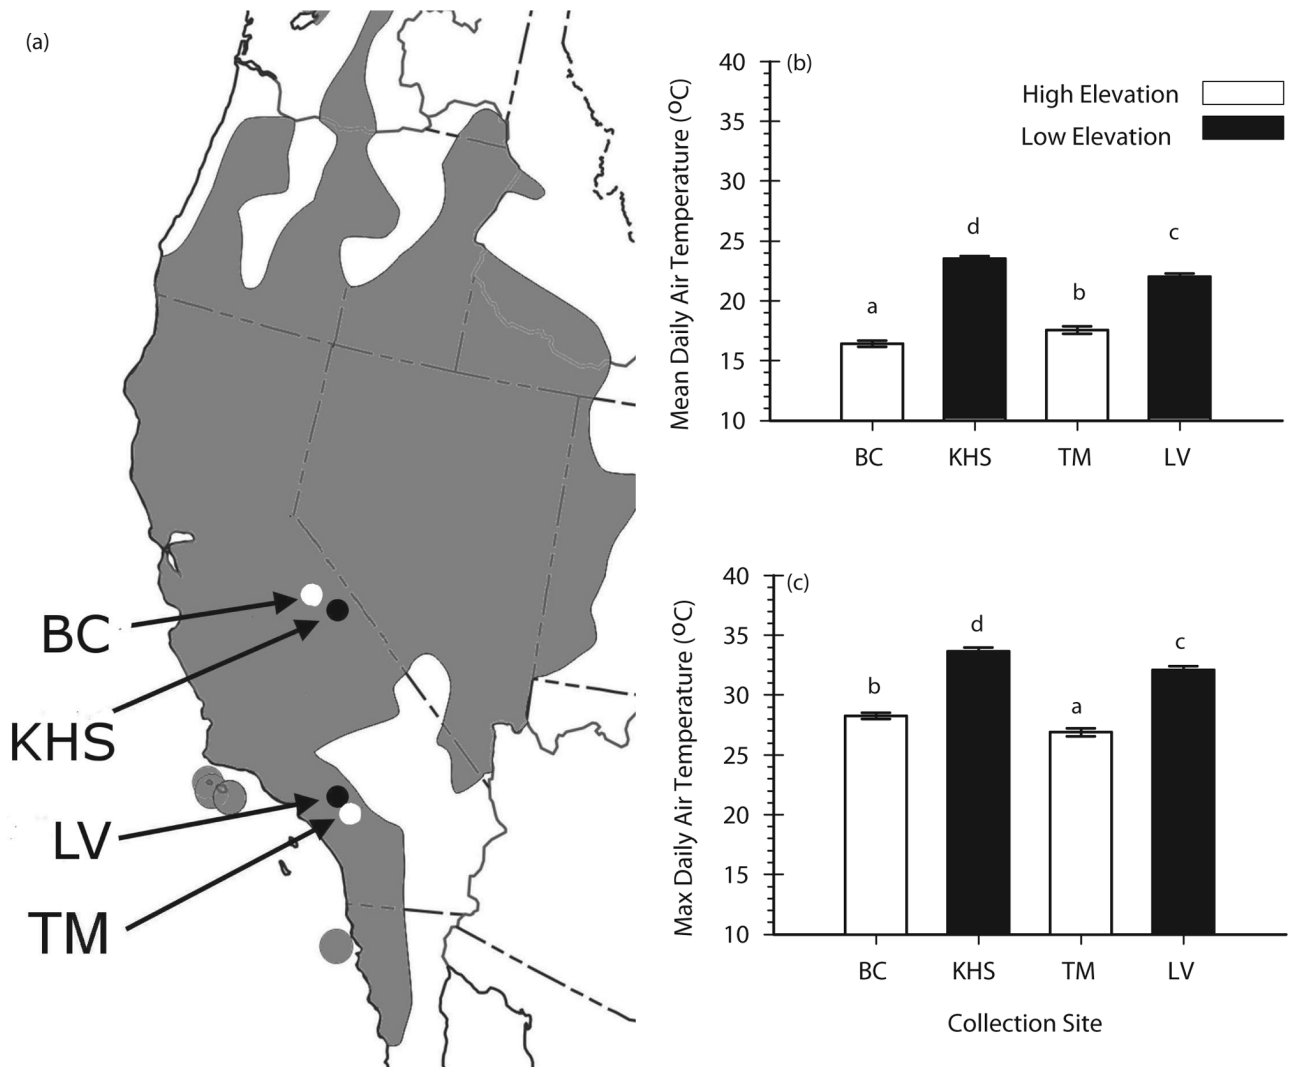 (a)
BC
KHS
LV
TM
(b)
High Elevation
Low Elevation
Mean Daily Air Temperature (ºC)
40
35
30
25
20
15
10
a
d
b
c
BC KHS TM LV
(c)
Max Daily Air Temperature (ºC)
40
35
30
25
20
15
10
b
d
a
c
BC KHS TM LV
Collection Site